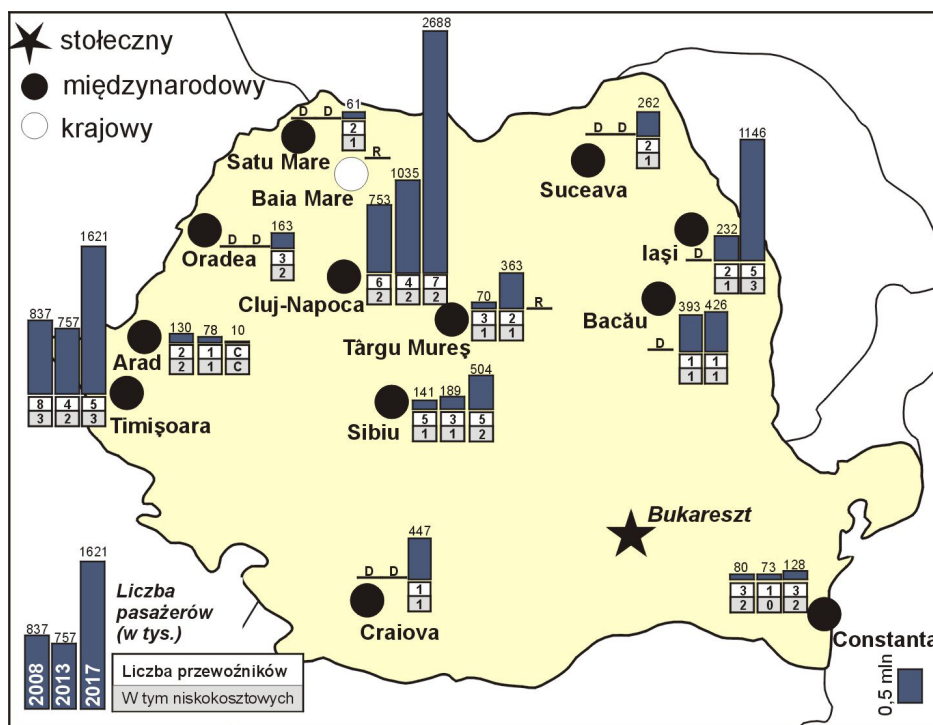 stołeczny
międzynarodowy
krajowy
2688
61
D D
2
1
Satu Mare
R
Baia Mare
262
D D
2
1
Suceava
1146
232
D
2 5
1 3
Iaşi
163
D D
3
2
Oradea
753 1035
6 4 7
2 2 2
Cluj-Napoca
70 363
R
3 2
1 1
Târgu Mureş
393 426
D
1 1
1 1
Bacău
130 78 10
2 1 C
2 1 C
Arad
837 757 1621
8 4 5
3 2 3
Timişoara
141 189 504
5 3 5
1 1 2
Sibiu
Bukareszt
447
D D
1
1
Craiova
80 73 128
3 1 3
2 0 2
Constanta
837 757 1621
2008 2013 2017
Liczba
pasażerów
(w tys.)
Liczba przewoźników
W tym niskokosztowych
0,5 mln